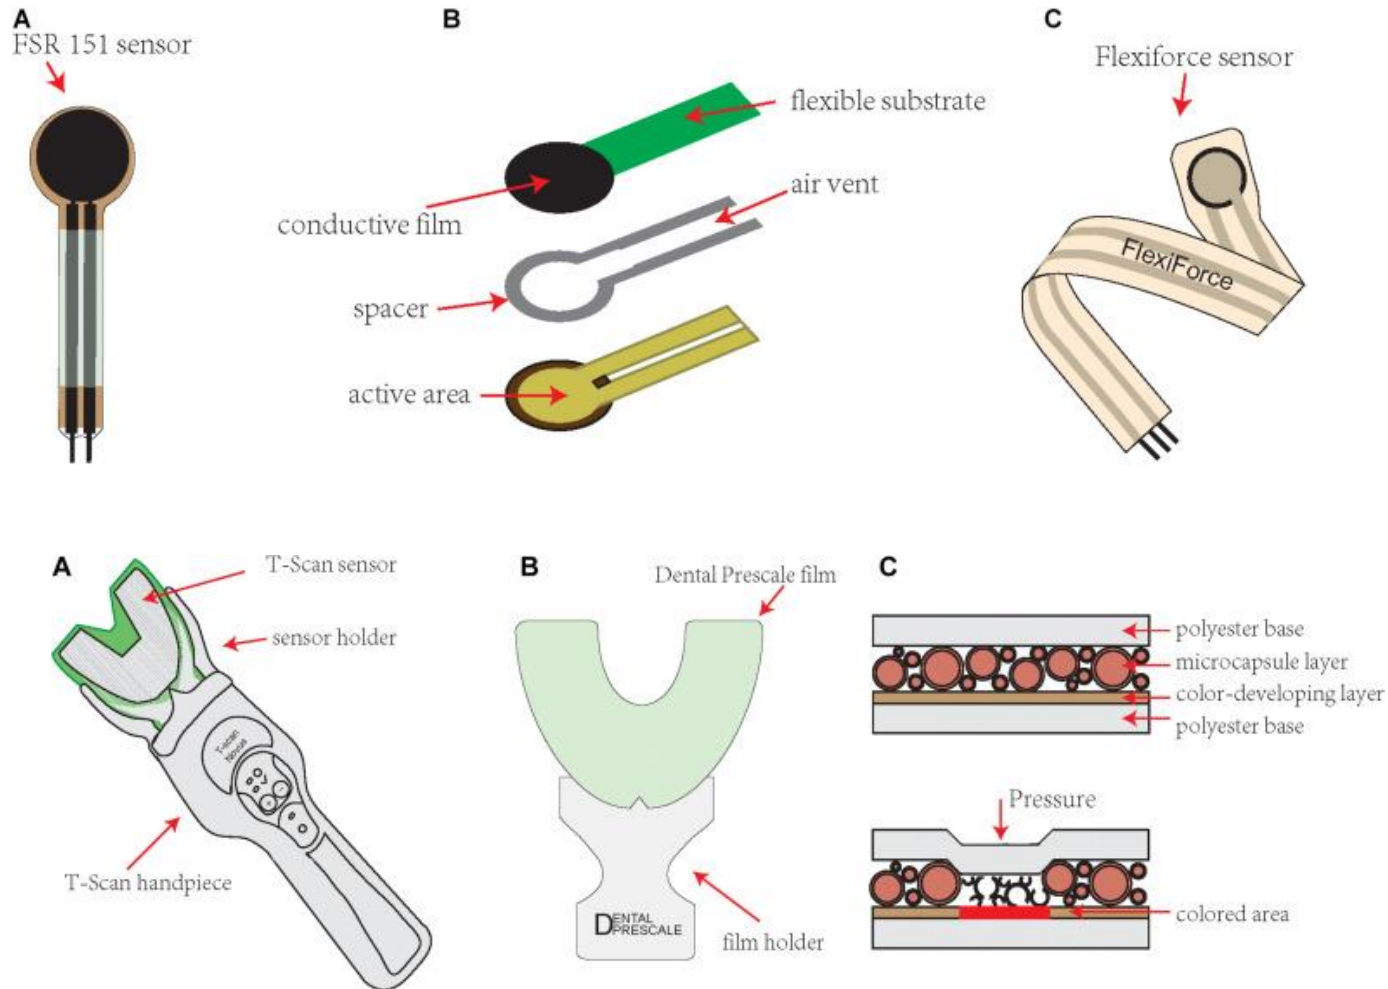 A
FSR 151 sensor
B
flexible substrate
air vent
conductive film
spacer
active area
C
Flexiforce sensor
FlexiForce
A
T-Scan sensor
sensor holder
T-scan
Novus
T-Scan handpiece
B
Dental Prescale film
DENTAL
PRESCALE
film holder
C
polyester base
microcapsule layer
color-developing layer
polyester base
Pressure
colored area